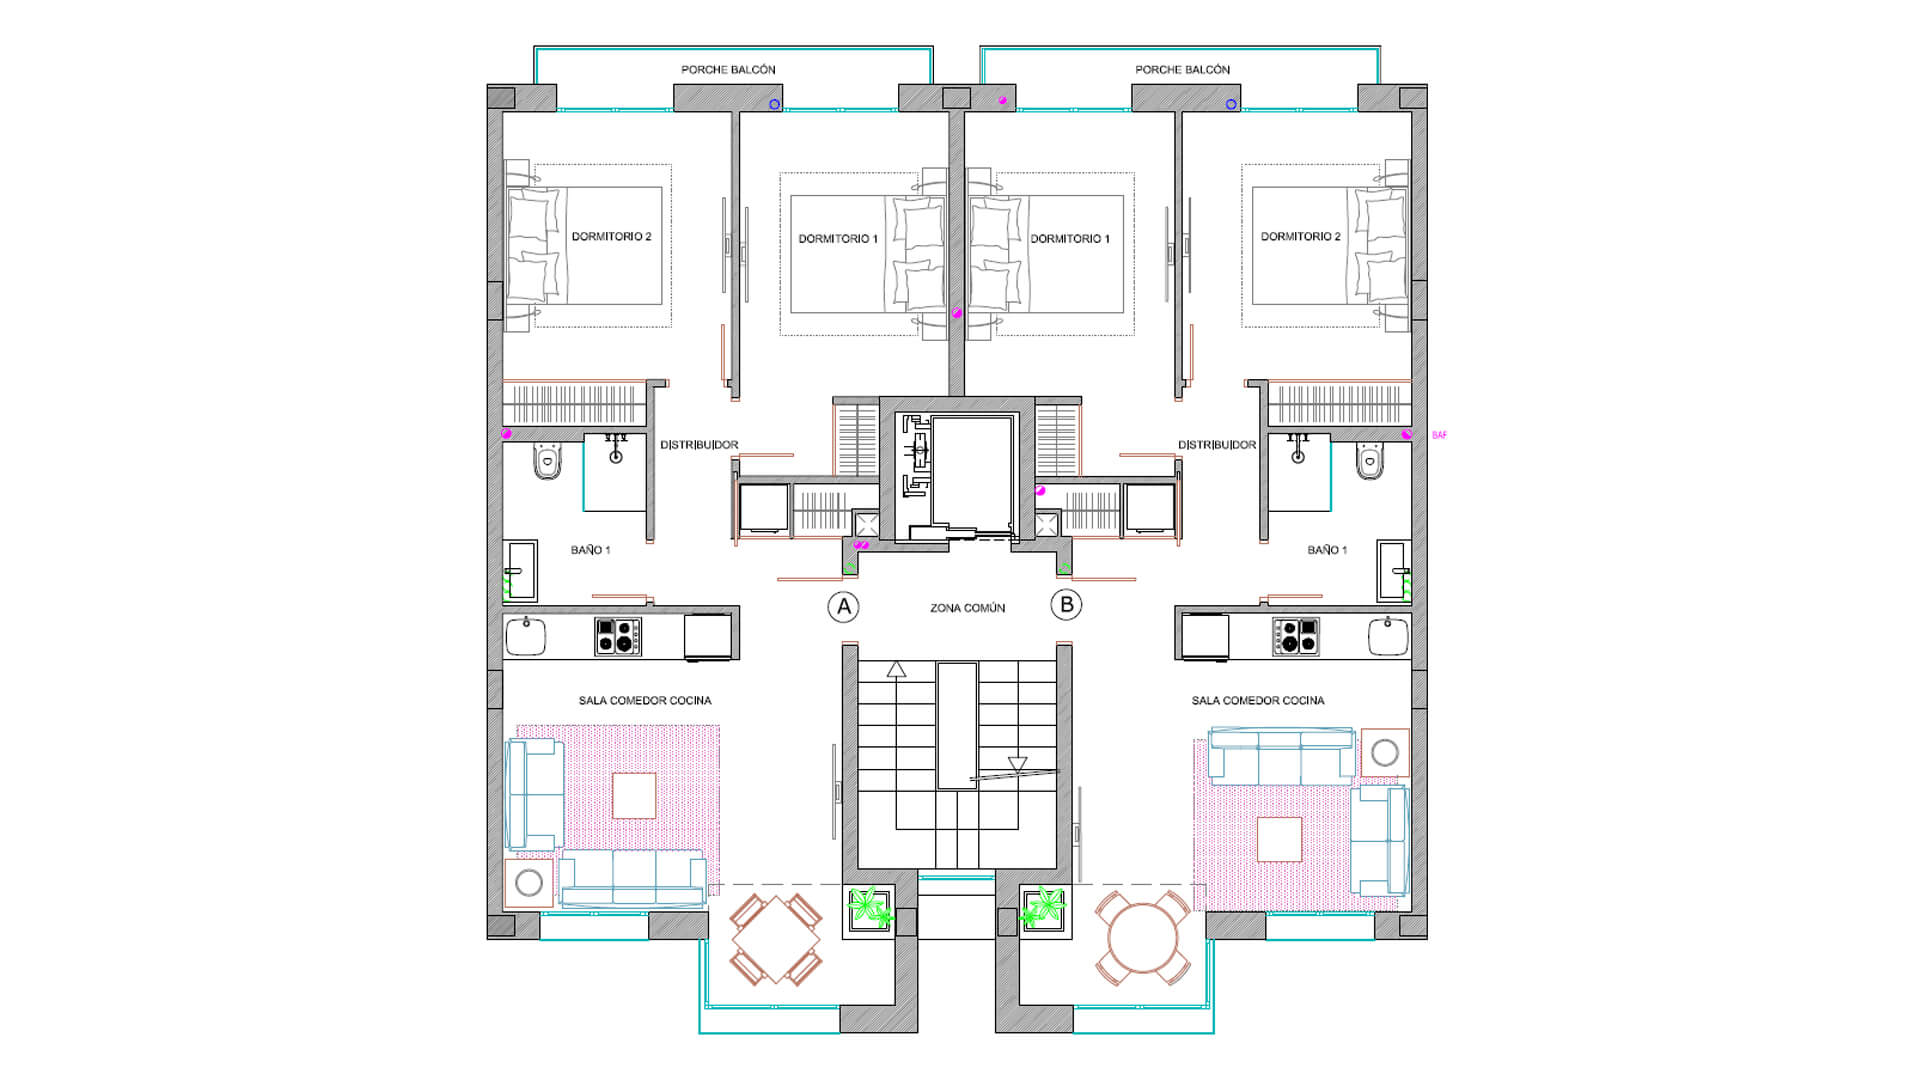 PORCHE BALCÓN
PORCHE BALCÓN
DORMITORIO 2
DORMITORIO 1
DORMITORIO 1
DORMITORIO 2
DISTRIBUIDOR
DISTRIBUIDOR
BAÑO 1
BAÑO 1
A
ZONA COMÚN
B
SALA COMEDOR COCINA
SALA COMEDOR COCINA